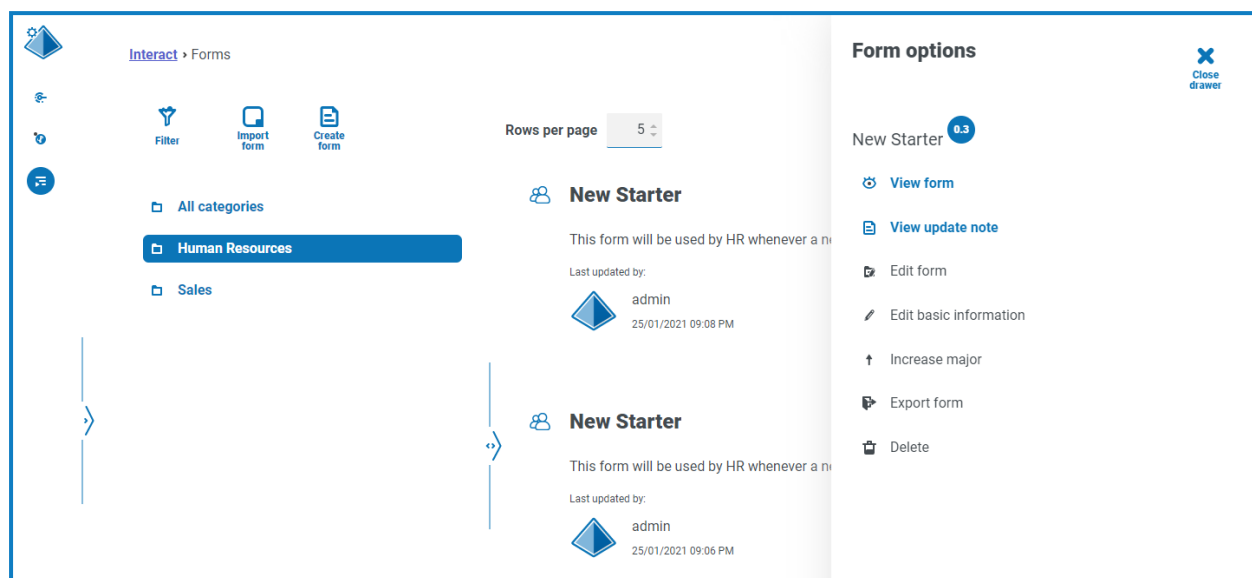 Interact › Forms
Filter
Import
form
Create
form
All categories
Human Resources
Sales
Rows per page 5
New Starter
This form will be used by HR whenever a
Last updated by:
admin
25/01/2021 09:08 PM
New Starter
This form will be used by HR whenever a
Last updated by:
admin
25/01/2021 09:06 PM
Form options
Close
drawer
New Starter 0.3
View form
View update note
Edit form
Edit basic information
Increase major
Export form
Delete